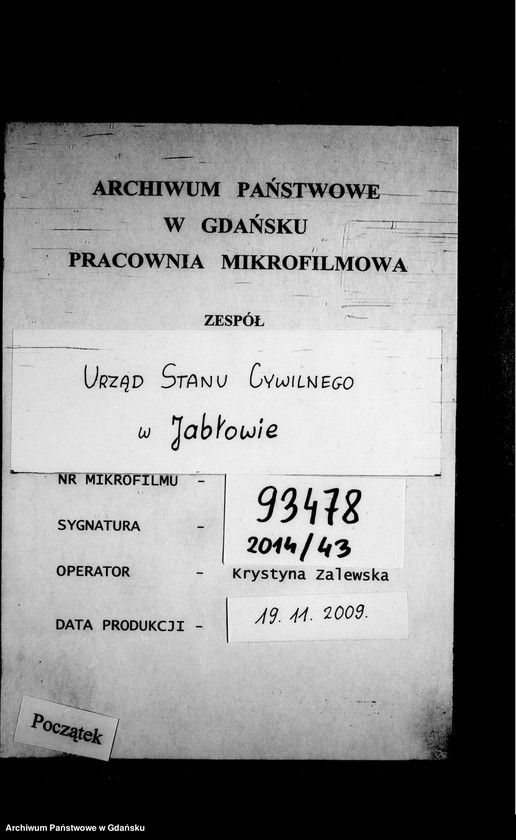 ARCHIWUM PAŃSTWOWE
W GDAŃSKU
PRACOWNIA MIKROFILMOWA
ZESPÓŁ
URZĄD STANU CYWILNEGO
w Jabłowie
NR MIKROFILMU - 93478
SYGNATURA - 2014/43
OPERATOR - Krystyna Zalewska
DATA PRODUKCJI - 19. 11. 2009.
Początek
Archiwum Państwowe w Gdańsku